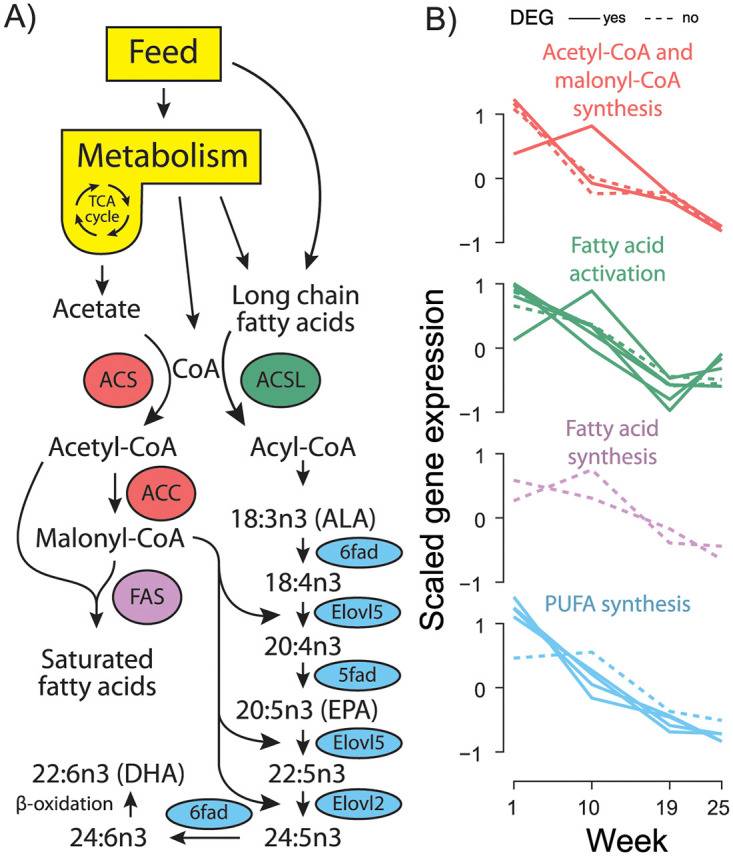 A)
Feed
Metabolism
TCA
cycle
Acetate
Long chain
fatty acids
CoA
ACS
ACSL
Acetyl-CoA
Acyl-CoA
ACC
18:3n3 (ALA)
Malonyl-CoA
6fad
18:4n3
FAS
Elovl5
20:4n3
Saturated
fatty acids
5fad
20:5n3 (EPA)
Elovl5
22:6n3 (DHA)
22:5n3
β-oxidation
6fad
Elovl2
24:6n3
24:5n3
B)
DEG yes no
Acetyl-CoA and
malonyl-CoA
synthesis
1
0
−1
Fatty acid
activation
1
0
−1
Fatty acid
synthesis
1
0
−1
PUFA synthesis
1
0
−1
Scaled gene expression
1 10 19 25
Week